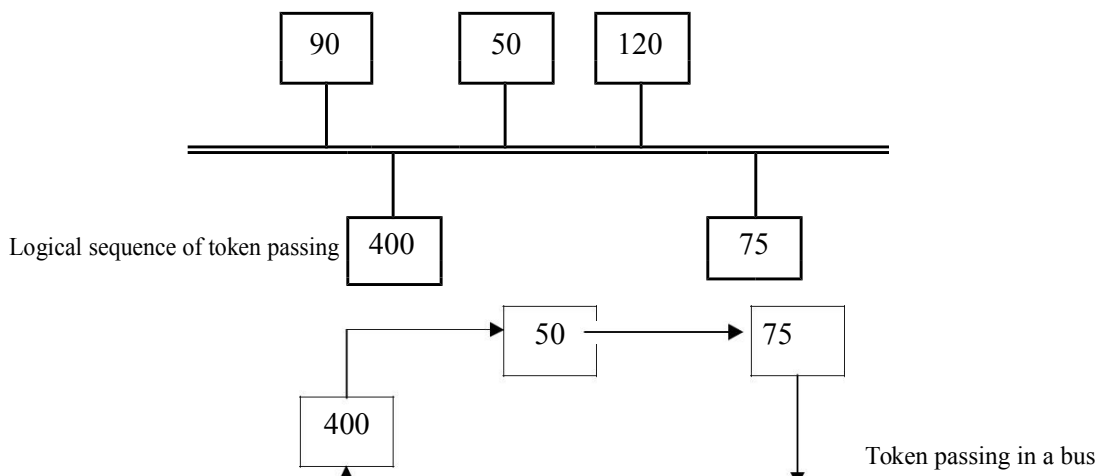 90 50 120
Logical sequence of token passing 400 75
50 75
400
Token passing in a bus